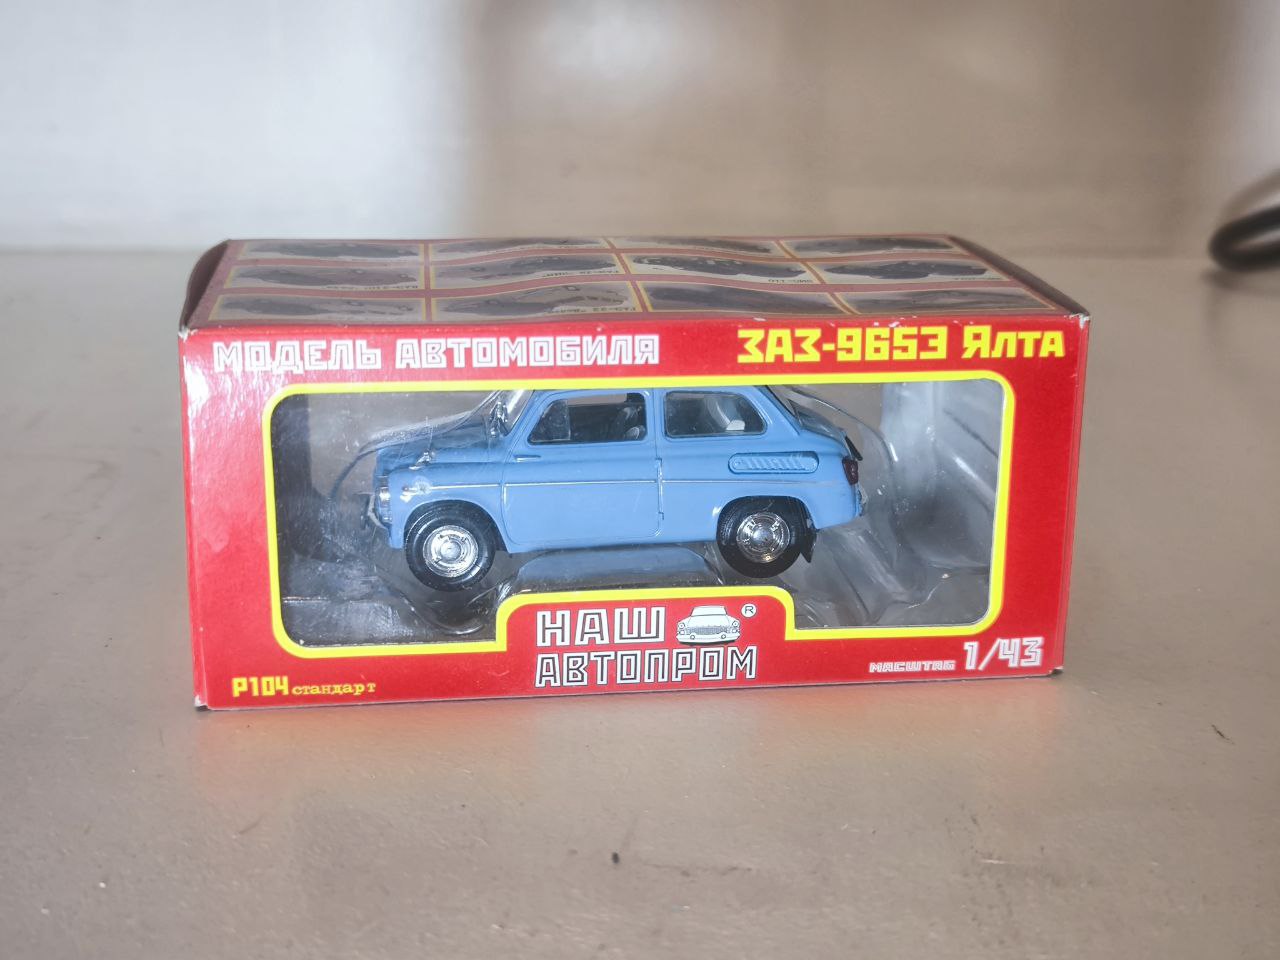 МОДЕЛЬ АВТОМОБИЛЯ
ЗАЗ-965Э ЯЛТА
НАШ ®
АВТОПРОМ
Р104 стандарт
МАСШТАБ 1/43